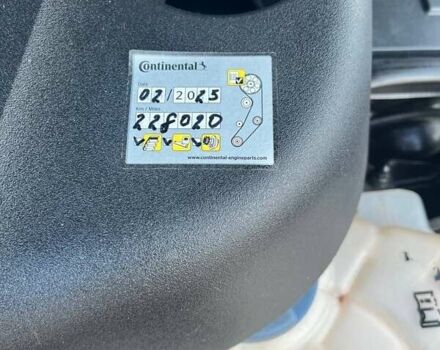 Continental
Date
02/2025
Km / Miles
228020
www.continental-engineparts.com